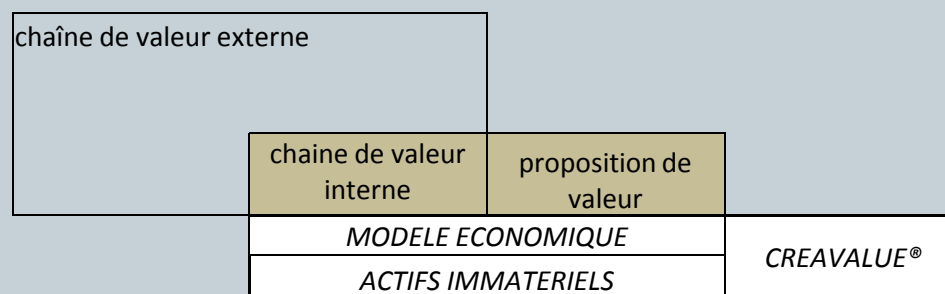 chaîne de valeur externe
chaine de valeur
interne
proposition de
valeur
MODELE ECONOMIQUE
CREAVALUE®
ACTIFS IMMATERIELS